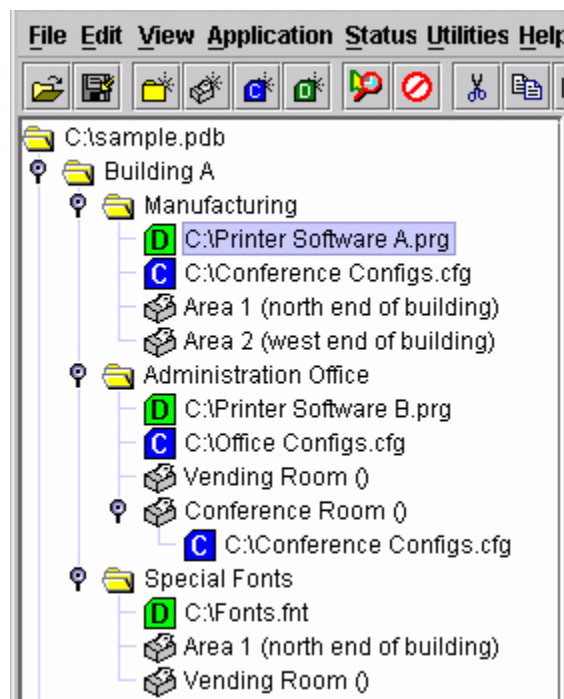 File Edit View Application Status Utilities Help
C:\sample.pdb
Building A
Manufacturing
D C:\Printer Software A.prg
C C:\Conference Configs.cfg
Area 1 (north end of building)
Area 2 (west end of building)
Administration Office
D C:\Printer Software B.prg
C C:\Office Configs.cfg
Vending Room ()
Conference Room ()
C C:\Conference Configs.cfg
Special Fonts
D C:\Fonts.fnt
Area 1 (north end of building)
Vending Room ()